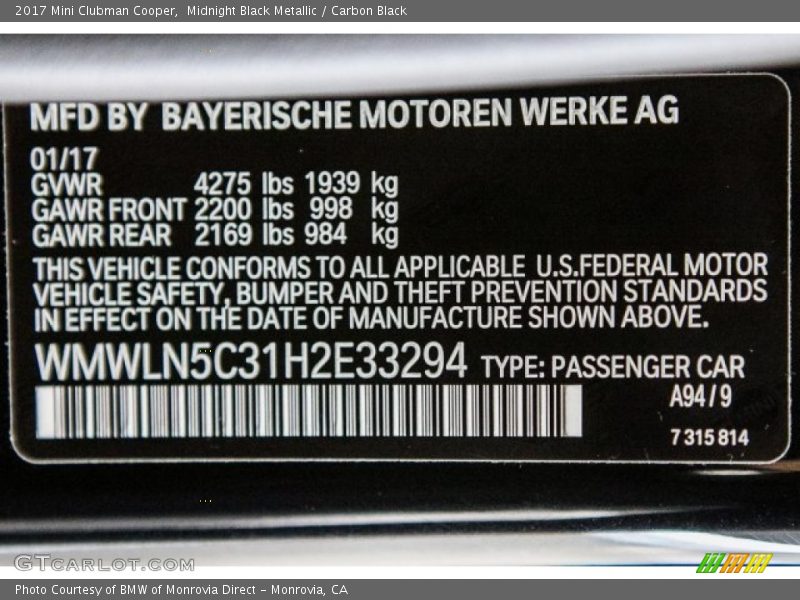 2017 Mini Clubman Cooper,  Midnight Black Metallic / Carbon Black
MFD BY BAYERISCHE MOTOREN WERKE AG
01/17
GVWR 4275 lbs 1939 kg
GAWR FRONT 2200 lbs 998 kg
GAWR REAR 2169 lbs 984 kg
THIS VEHICLE CONFORMS TO ALL APPLICABLE U.S.FEDERAL MOTOR
VEHICLE SAFETY, BUMPER AND THEFT PREVENTION STANDARDS
IN EFFECT ON THE DATE OF MANUFACTURE SHOWN ABOVE.
WMWLN5C31H2E33294 TYPE: PASSENGER CAR
A94/9
7 315 814
GTCARLOT.COM
Photo Courtesy of BMW of Monrovia Direct – Monrovia, CA